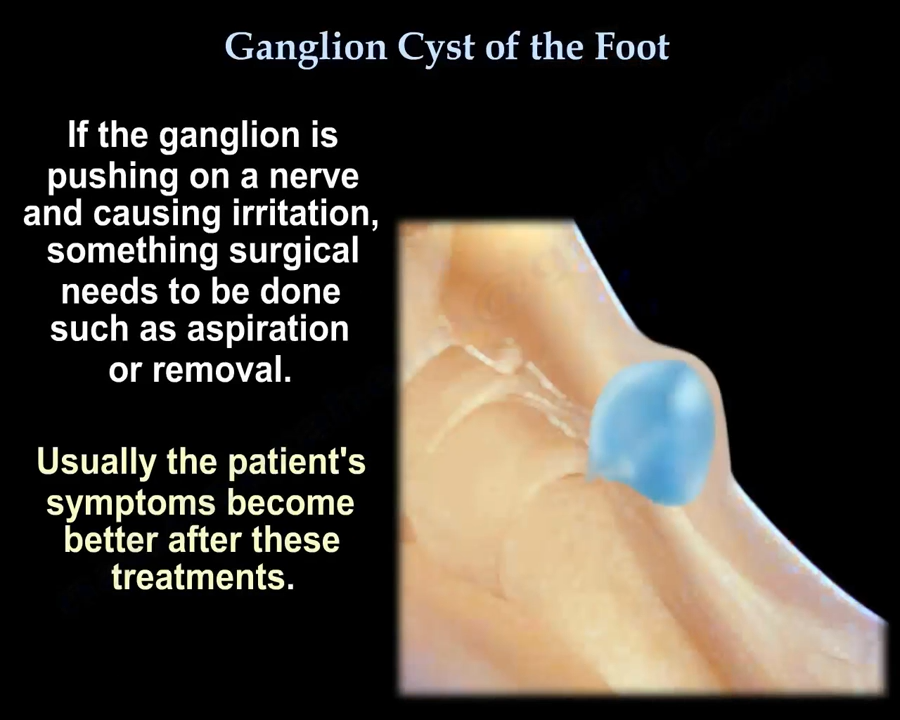 Ganglion Cyst of the Foot
If the ganglion is
pushing on a nerve
and causing irritation,
something surgical
needs to be done
such as aspiration
or removal.
Usually the patient's
symptoms become
better after these
treatments.